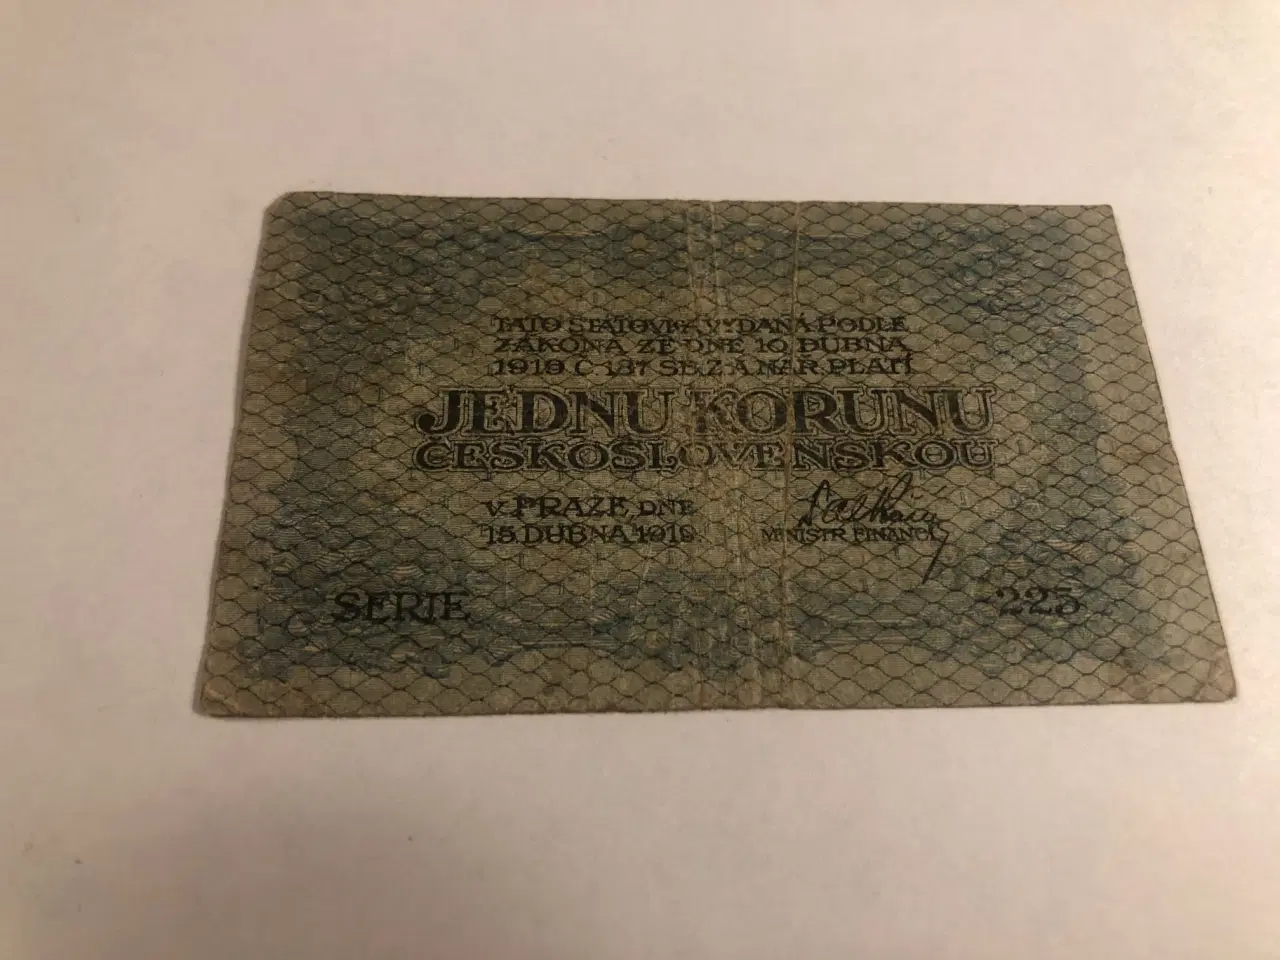 TATO STÁTOVKA VYDANÁ PODLE
ZÁKONA ZE DNE 10. DUBNA
1919 Č. 187 SB. Z. A NAŘ. PLATÍ
JEDNU KORUNU
ČESKOSLOVENSKOU
V PRAZE, DNE
15. DUBNA 1919.
MINISTR FINANCÍ
SERIE 225